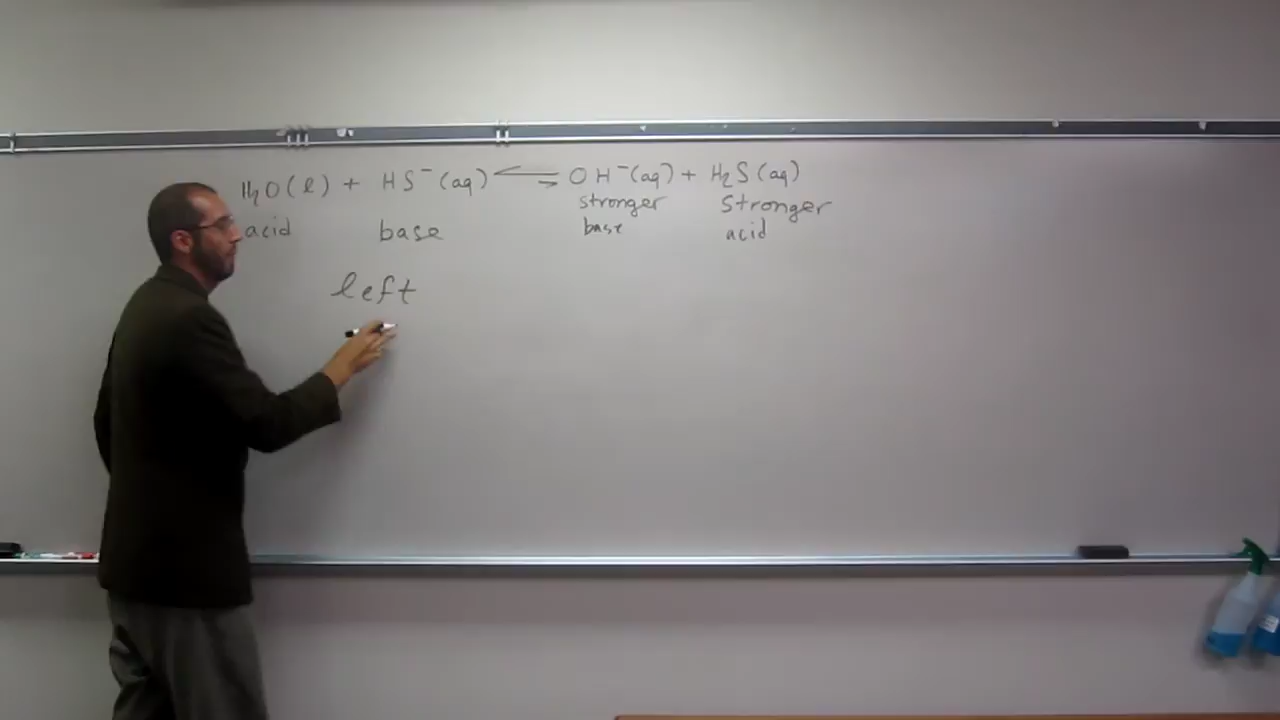 H₂O(l) + HS⁻(aq) ⇌ OH⁻(aq) + H₂S(aq)
acid base stronger base Stronger acid
left